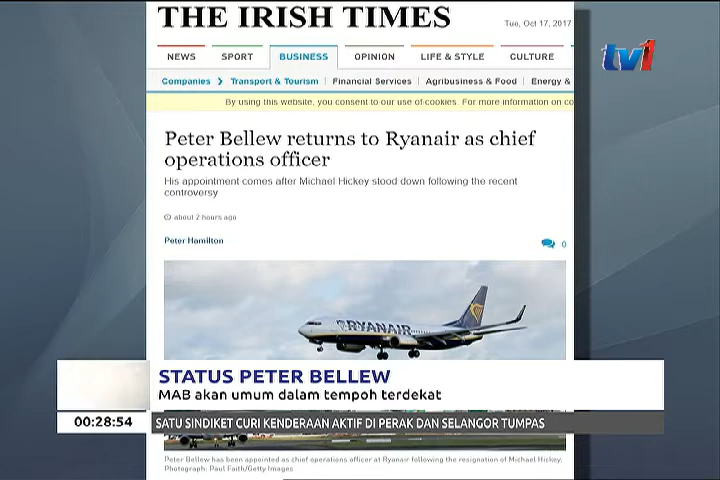 THE IRISH TIMES
Tue, Oct 17, 2017
tv1
NEWS SPORT BUSINESS OPINION LIFE & STYLE CULTURE
Companies Transport & Tourism Financial Services Agribusiness & Food Energy &
By using this website, you consent to our use of cookies. For more information on co
Peter Bellew returns to Ryanair as chief
operations officer
His appointment comes after Michael Hickey stood down following the recent
controversy
about 2 hours ago
Peter Hamilton
0
RYANAIR
STATUS PETER BELLEW
MAB akan umum dalam tempoh terdekat
00:28:54
SATU SINDIKET CURI KENDERAAN AKTIF DI PERAK DAN SELANGOR TUMPAS
Peter Bellew has been appointed as chief operations officer at Ryanair following the resignation of Michael Hickey.
Photograph: Paul Faith/Getty Images